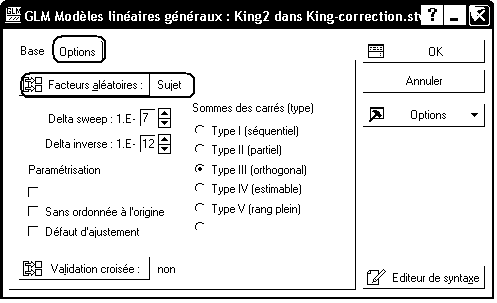 GLM Modèles linéaires généraux : King2 dans King-correction.st
Base Options
Facteurs aléatoires : Sujet
Delta sweep : 1.E- 7
Delta inverse : 1.E- 12
Paramétrisation
Sans ordonnée à l'origine
Défaut d'ajustement
Validation croisée : non
Sommes des carrés (type)
Type I (séquentiel)
Type II (partiel)
Type III (orthogonal)
Type IV (estimable)
Type V (rang plein)
OK
Annuler
Options
Editeur de syntaxe